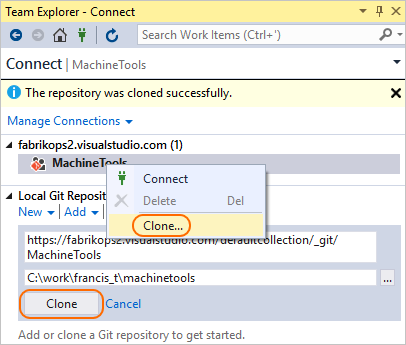 Team Explorer - Connect
Search Work Items (Ctrl+')
Connect | MachineTools
The repository was cloned successfully.
Manage Connections
fabrikops2.visualstudio.com (1)
MachineTools
Connect
Delete Del
Clone...
Local Git Reposit
New Add
https://fabrikops2.visualstudio.com/defaultcollection/_git/
MachineTools
C:\work\francis_t\machinetools
...
Clone Cancel
Add or clone a Git repository to get started.